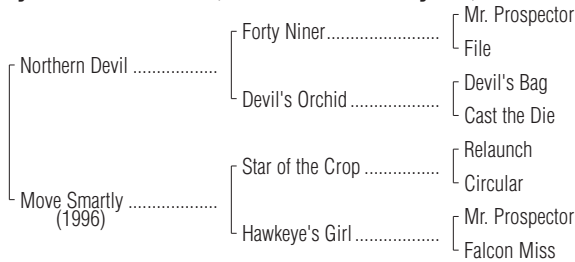 Mr. Prospector
Forty Niner....................
File
Northern Devil ..................
Devil's Bag
Devil's Orchid ....................
Cast the Die
Relaunch
Star of the Crop ................
Circular
Move Smartly ...................
(1996)
Mr. Prospector
Hawkeye's Girl ..................
Falcon Miss